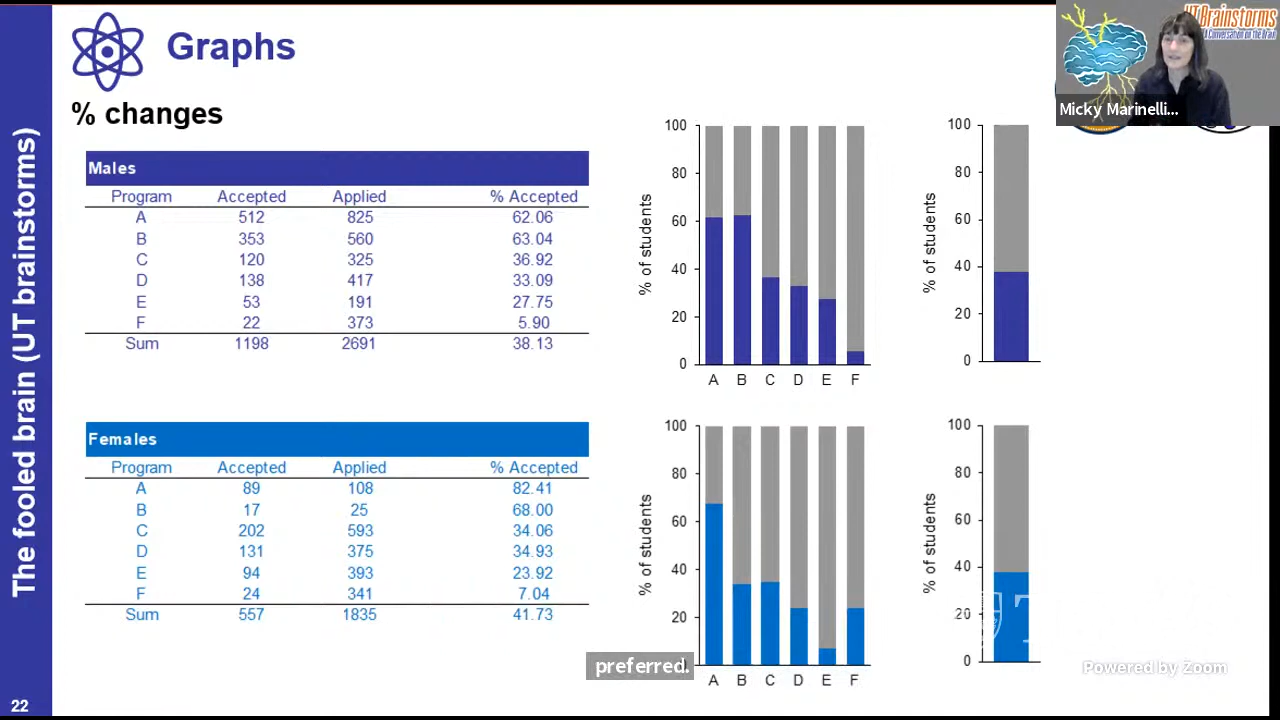 The fooled brain (UT brainstorms)
22
Graphs
% changes
Males
Program Accepted Applied % Accepted
A 512 825 62.06
B 353 560 63.04
C 120 325 36.92
D 138 417 33.09
E 53 191 27.75
F 22 373 5.90
Sum 1198 2691 38.13
Females
Program Accepted Applied % Accepted
A 89 108 82.41
B 17 25 68.00
C 202 593 34.06
D 131 375 34.93
E 94 393 23.92
F 24 341 7.04
Sum 557 1835 41.73
% of students
100
80
60
40
20
0
A B C D E F
% of students
100
80
60
40
20
0
% of students
100
80
60
40
20
A B C D E F
% of students
100
80
60
40
20
0
preferred.
UT Brainstorms
A Conversation on the Brain
Micky Marinelli...
Powered by Zoom